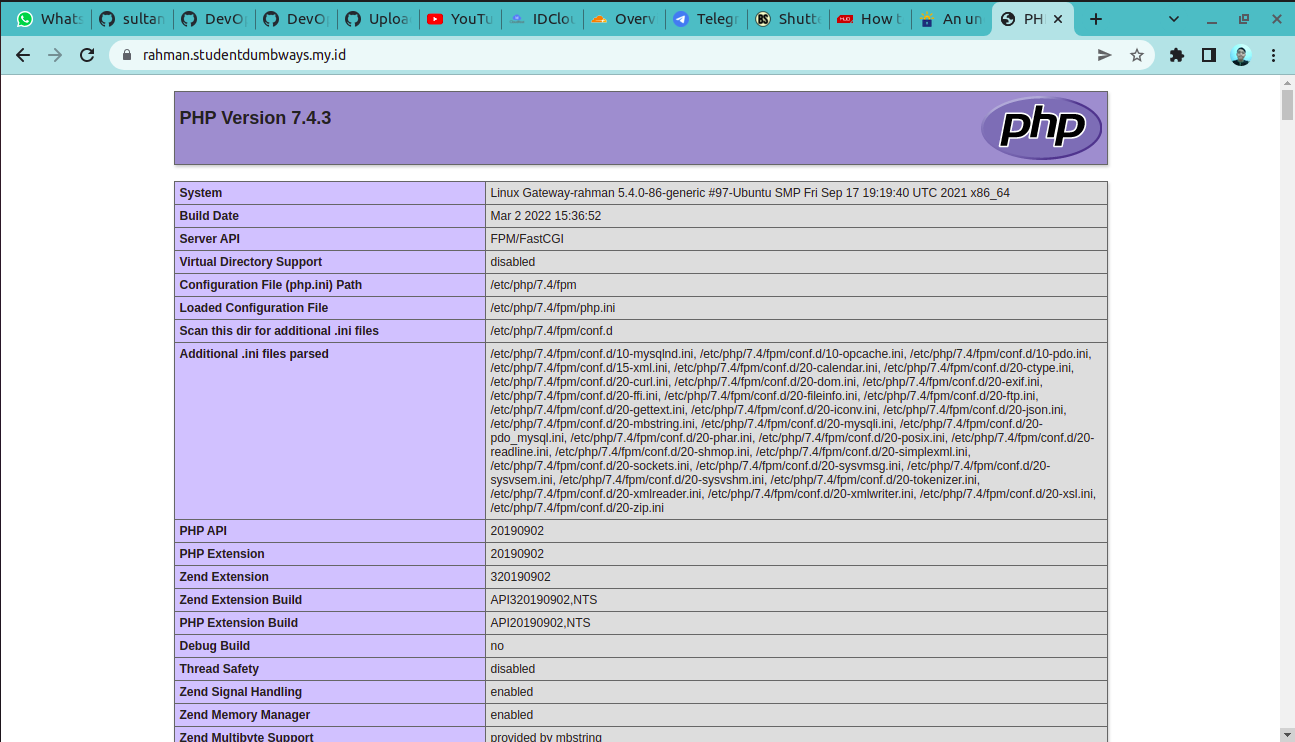 Whats
sultan
DevOp
DevOp
Uploa
YouTu
IDClou
Overv
Telegr
BS Shutte
HUD How t
An un
PH
rahman.studentdumbways.my.id
PHP Version 7.4.3
php
System Linux Gateway-rahman 5.4.0-86-generic #97-Ubuntu SMP Fri Sep 17 19:19:40 UTC 2021 x86_64
Build Date Mar 2 2022 15:36:52
Server API FPM/FastCGI
Virtual Directory Support disabled
Configuration File (php.ini) Path /etc/php/7.4/fpm
Loaded Configuration File /etc/php/7.4/fpm/php.ini
Scan this dir for additional .ini files /etc/php/7.4/fpm/conf.d
Additional .ini files parsed /etc/php/7.4/fpm/conf.d/10-mysqlnd.ini, /etc/php/7.4/fpm/conf.d/10-opcache.ini, /etc/php/7.4/fpm/conf.d/10-pdo.ini,
/etc/php/7.4/fpm/conf.d/15-xml.ini, /etc/php/7.4/fpm/conf.d/20-calendar.ini, /etc/php/7.4/fpm/conf.d/20-ctype.ini,
/etc/php/7.4/fpm/conf.d/20-curl.ini, /etc/php/7.4/fpm/conf.d/20-dom.ini, /etc/php/7.4/fpm/conf.d/20-exif.ini,
/etc/php/7.4/fpm/conf.d/20-ffi.ini, /etc/php/7.4/fpm/conf.d/20-fileinfo.ini, /etc/php/7.4/fpm/conf.d/20-ftp.ini,
/etc/php/7.4/fpm/conf.d/20-gettext.ini, /etc/php/7.4/fpm/conf.d/20-iconv.ini, /etc/php/7.4/fpm/conf.d/20-json.ini,
/etc/php/7.4/fpm/conf.d/20-mbstring.ini, /etc/php/7.4/fpm/conf.d/20-mysqli.ini, /etc/php/7.4/fpm/conf.d/20-
pdo_mysql.ini, /etc/php/7.4/fpm/conf.d/20-phar.ini, /etc/php/7.4/fpm/conf.d/20-posix.ini, /etc/php/7.4/fpm/conf.d/20-
readline.ini, /etc/php/7.4/fpm/conf.d/20-shmop.ini, /etc/php/7.4/fpm/conf.d/20-simplexml.ini,
/etc/php/7.4/fpm/conf.d/20-sockets.ini, /etc/php/7.4/fpm/conf.d/20-sysvmsg.ini, /etc/php/7.4/fpm/conf.d/20-
sysvsem.ini, /etc/php/7.4/fpm/conf.d/20-sysvshm.ini, /etc/php/7.4/fpm/conf.d/20-tokenizer.ini,
/etc/php/7.4/fpm/conf.d/20-xmlreader.ini, /etc/php/7.4/fpm/conf.d/20-xmlwriter.ini, /etc/php/7.4/fpm/conf.d/20-xsl.ini,
/etc/php/7.4/fpm/conf.d/20-zip.ini
PHP API 20190902
PHP Extension 20190902
Zend Extension 320190902
Zend Extension Build API320190902,NTS
PHP Extension Build API20190902,NTS
Debug Build no
Thread Safety disabled
Zend Signal Handling enabled
Zend Memory Manager enabled
Zend Multibyte Support provided by mbstring